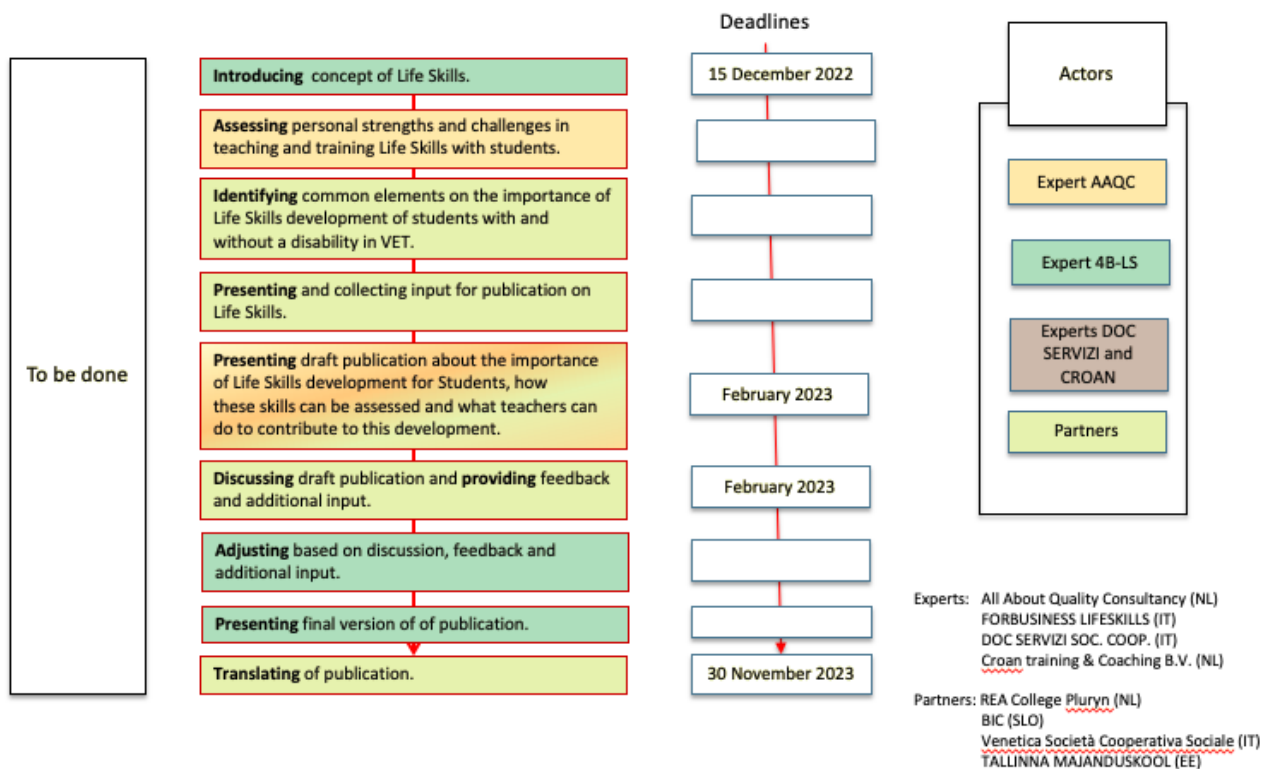 Deadlines
To be done
Introducing concept of Life Skills.
15 December 2022
Assessing personal strengths and challenges in
teaching and training Life Skills with students.
Identifying common elements on the importance of
Life Skills development of students with and
without a disability in VET.
Presenting and collecting input for publication on
Life Skills.
Presenting draft publication about the importance
of Life Skills development for Students, how
these skills can be assessed and what teachers can
do to contribute to this development.
February 2023
Discussing draft publication and providing feedback
and additional input.
February 2023
Adjusting based on discussion, feedback and
additional input.
Presenting final version of of publication.
Translating of publication.
30 November 2023
Actors
Expert AAQC
Expert 4B-LS
Experts DOC
SERVIZI and
CROAN
Partners
Experts: All About Quality Consultancy (NL)
FORBUSINESS LIFESKILLS (IT)
DOC SERVIZI SOC. COOP. (IT)
Croan training & Coaching B.V. (NL)
Partners: REA College Pluryn (NL)
BIC (SLO)
Venetica Società Cooperativa Sociale (IT)
TALLINNA MAJANDUSKOOL (EE)